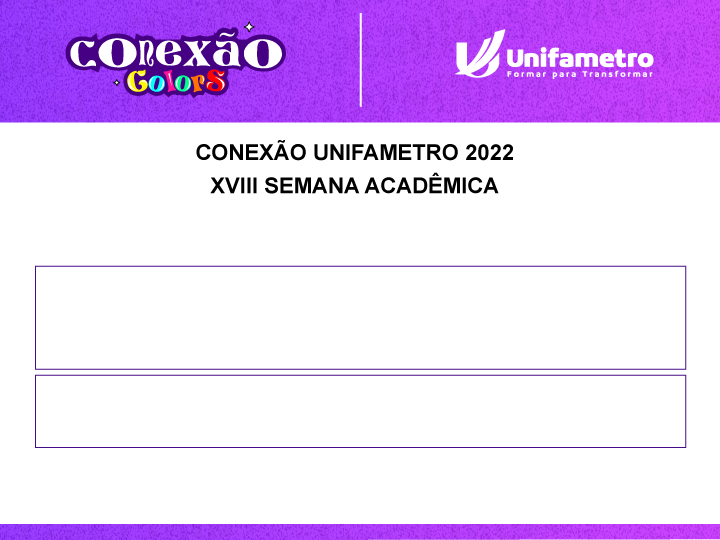 conexão
Colors
Unifametro
Formar para Transformar
CONEXÃO UNIFAMETRO 2022
XVIII SEMANA ACADÊMICA